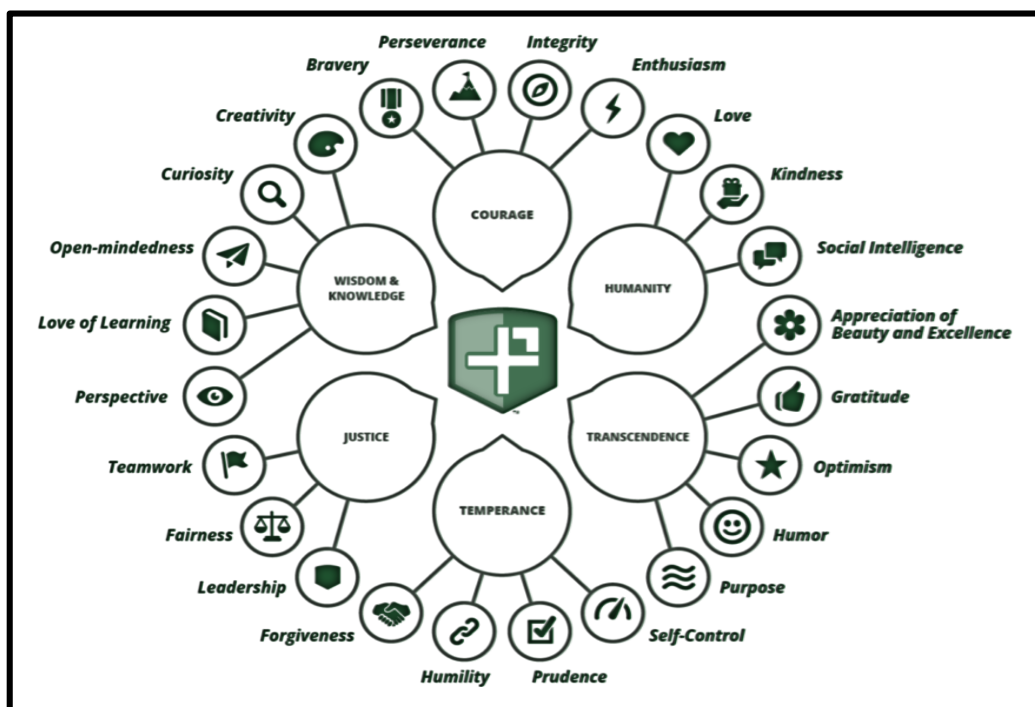 Perseverance
Integrity
Bravery
Enthusiasm
Creativity
Love
Curiosity
Kindness
COURAGE
Open-mindedness
Social Intelligence
WISDOM &
KNOWLEDGE
HUMANITY
Love of Learning
Appreciation of
Beauty and Excellence
Perspective
Gratitude
TM
JUSTICE
TRANSCENDENCE
Teamwork
Optimism
TEMPERANCE
Fairness
Humor
Leadership
Purpose
Forgiveness
Self-Control
Humility
Prudence